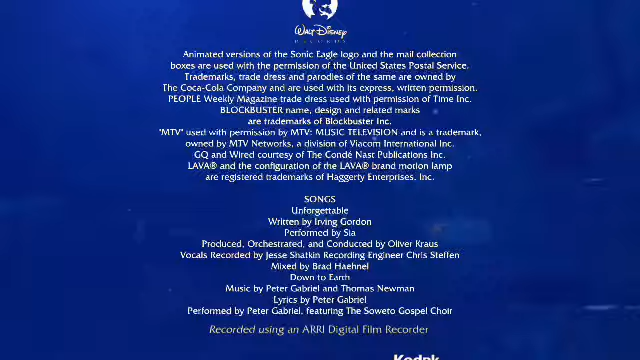 Walt Disney
RECORDS
Animated versions of the Sonic Eagle logo and the mail collection
boxes are used with the permission of the United States Postal Service.
Trademarks, trade dress and parodies of the same are owned by
The Coca-Cola Company and are used with its express, written permission.
PEOPLE Weekly Magazine trade dress used with permission of Time Inc.
BLOCKBUSTER name, design and related marks
are trademarks of Blockbuster Inc.
"MTV" used with permission by MTV: MUSIC TELEVISION and is a trademark,
owned by MTV Networks, a division of Viacom International Inc.
GQ and Wired courtesy of The Condé Nast Publications Inc.
LAVA® and the configuration of the LAVA® brand motion lamp
are registered trademarks of Haggerty Enterprises, Inc.
SONGS
Unforgettable
Written by Irving Gordon
Performed by Sia
Produced, Orchestrated, and Conducted by Oliver Kraus
Vocals Recorded by Jesse Shatkin Recording Engineer Chris Steffen
Mixed by Brad Haehnel
Down to Earth
Music by Peter Gabriel and Thomas Newman
Lyrics by Peter Gabriel
Performed by Peter Gabriel, featuring The Soweto Gospel Choir
Recorded using an ARRI Digital Film Recorder
Kodak